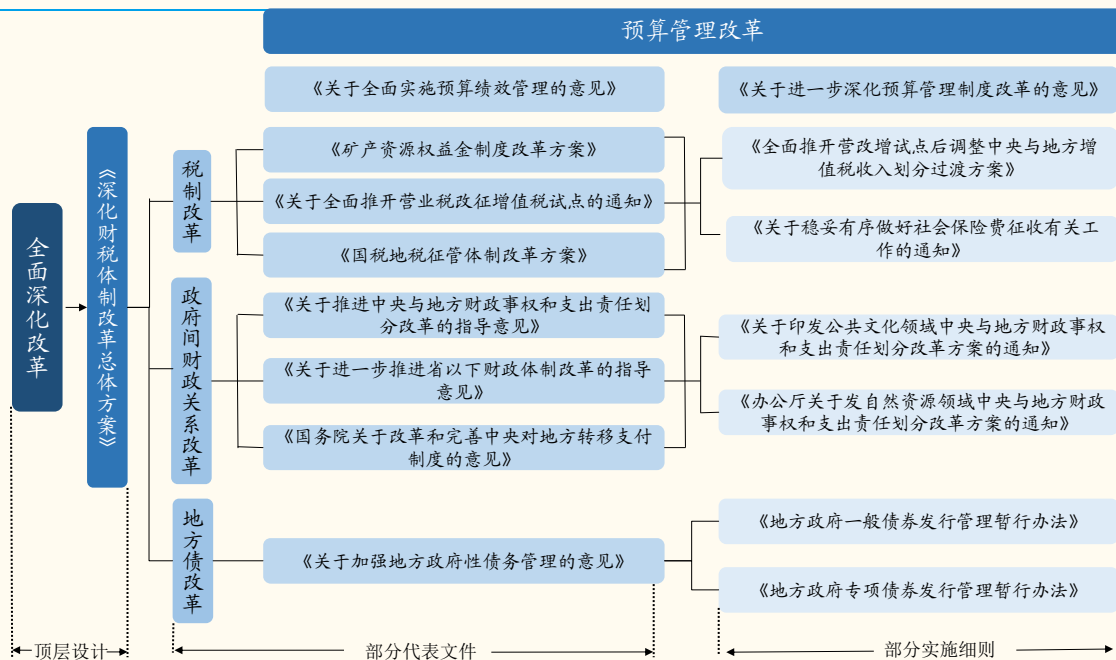 预算管理改革
《关于全面实施预算绩效管理的意见》
《关于进一步深化预算管理制度改革的意见》
全面深化改革
《深化财税体制改革总体方案》
税制改革
《矿产资源权益金制度改革方案》
《关于全面推开营业税改征增值税试点的通知》
《国税地税征管体制改革方案》
《全面推开营改增试点后调整中央与地方增
值税收入划分过渡方案》
《关于稳妥有序做好社会保险费征收有关工
作的通知》
政府间财政关系改革
《关于推进中央与地方财政事权和支出责任划
分改革的指导意见》
《关于进一步推进省以下财政体制改革的指导
意见》
《国务院关于改革和完善中央对地方转移支付
制度的意见》
《关于印发公共文化领域中央与地方财政事权
和支出责任划分改革方案的通知》
《办公厅关于发自然资源领域中央与地方财政
事权和支出责任划分改革方案的通知》
地方债改革
《关于加强地方政府性债务管理的意见》
《地方政府一般债券发行管理暂行办法》
《地方政府专项债券发行管理暂行办法》
顶层设计
部分代表文件
部分实施细则